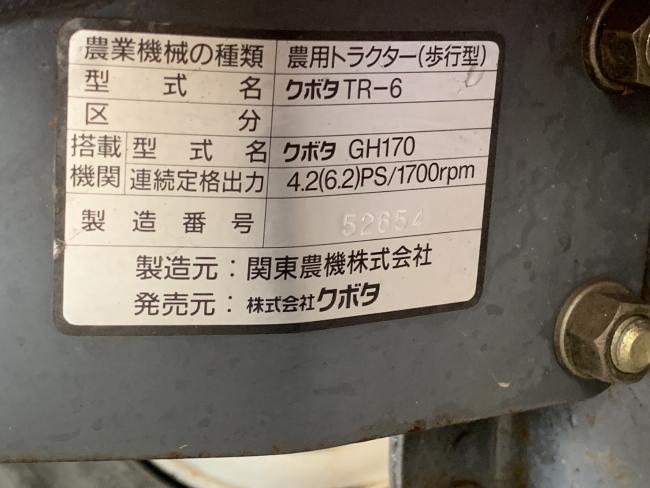 農業機械の種類 農用トラクター(歩行型)
型式名 クボタTR-6
区分
搭載機関 型式名 クボタ GH170
連続定格出力 4.2(6.2)PS/1700rpm
製造番号 52654
製造元:関東農機株式会社
発売元:株式会社クボタ